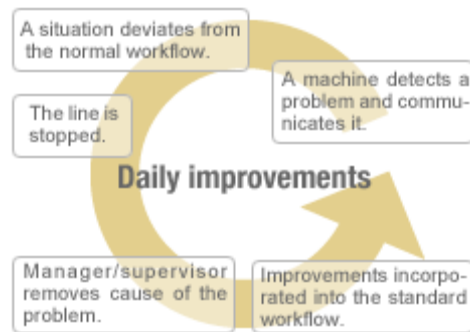 A situation deviates from
the normal workflow.
A machine detects a
problem and commu-
nicates it.
The line is
stopped.
Daily improvements
Manager/supervisor
removes cause of the
problem.
Improvements incorpo-
rated into the standard
workflow.